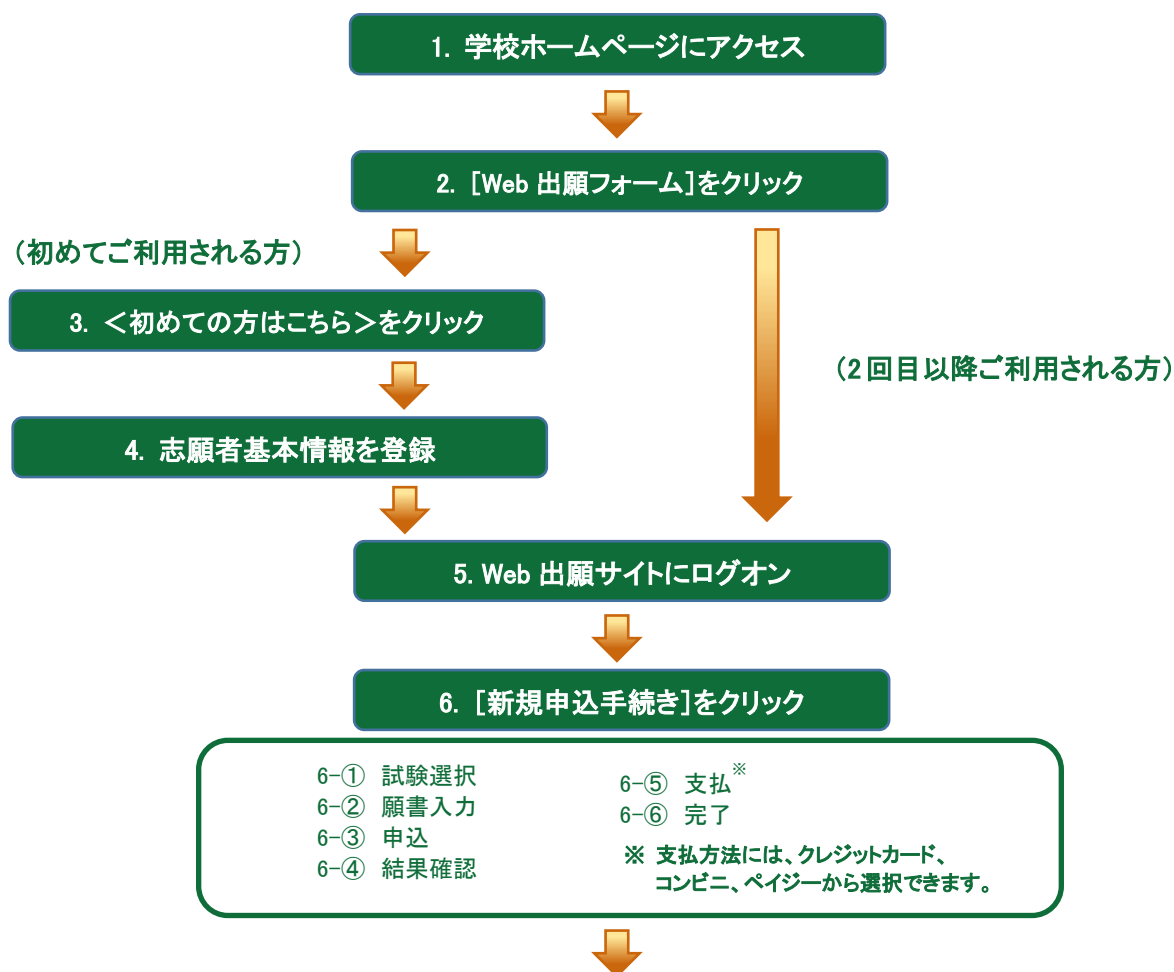 1. 学校ホームページにアクセス
2. [Web 出願フォーム]をクリック
(初めてご利用される方)
3. <初めての方はこちら>をクリック
(2回目以降ご利用される方)
4. 志願者基本情報を登録
5. Web 出願サイトにログオン
6. [新規申込手続き]をクリック
6-① 試験選択
6-② 願書入力
6-③ 申込
6-④ 結果確認
6-⑤ 支払※
6-⑥ 完了
※ 支払方法には、クレジットカード、
コンビニ、ペイジーから選択できます。